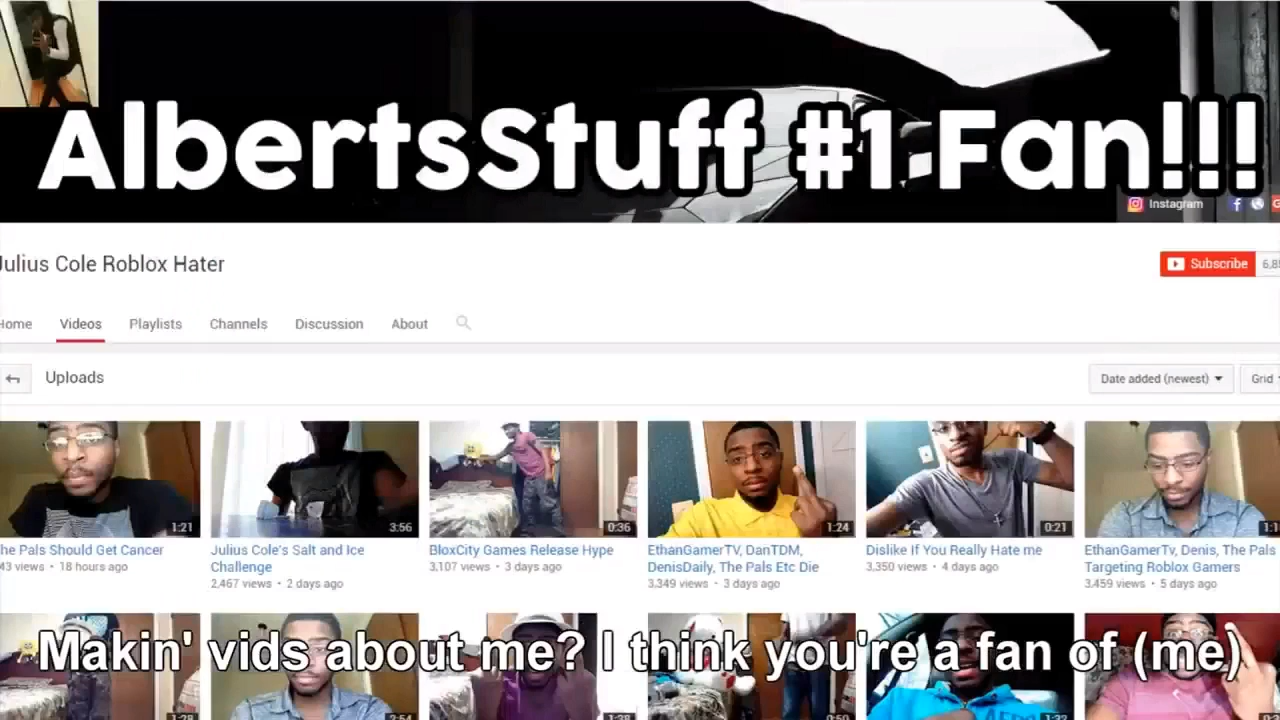 AlbertsStuff #1 Fan!!!
Instagram
Julius Cole Roblox Hater
Subscribe
Home Videos Playlists Channels Discussion About
Uploads
Date added (newest) Grid
1:21 3:56 0:36 1:24 0:21
The Pals Should Get Cancer
18 hours ago
Julius Cole's Salt and Ice
Challenge
2,467 views • 2 days ago
BloxCity Games Release Hype
3,107 views • 3 days ago
EthanGamerTV, DanTDM,
DenisDaily, The Pals Etc Die
3,349 views • 3 days ago
Dislike If You Really Hate me
3,350 views • 4 days ago
EthanGamerTv, Denis, The Pals
Targeting Roblox Gamers
3,459 views • 5 days ago
Makin' vids about me? I think you're a fan of (me)